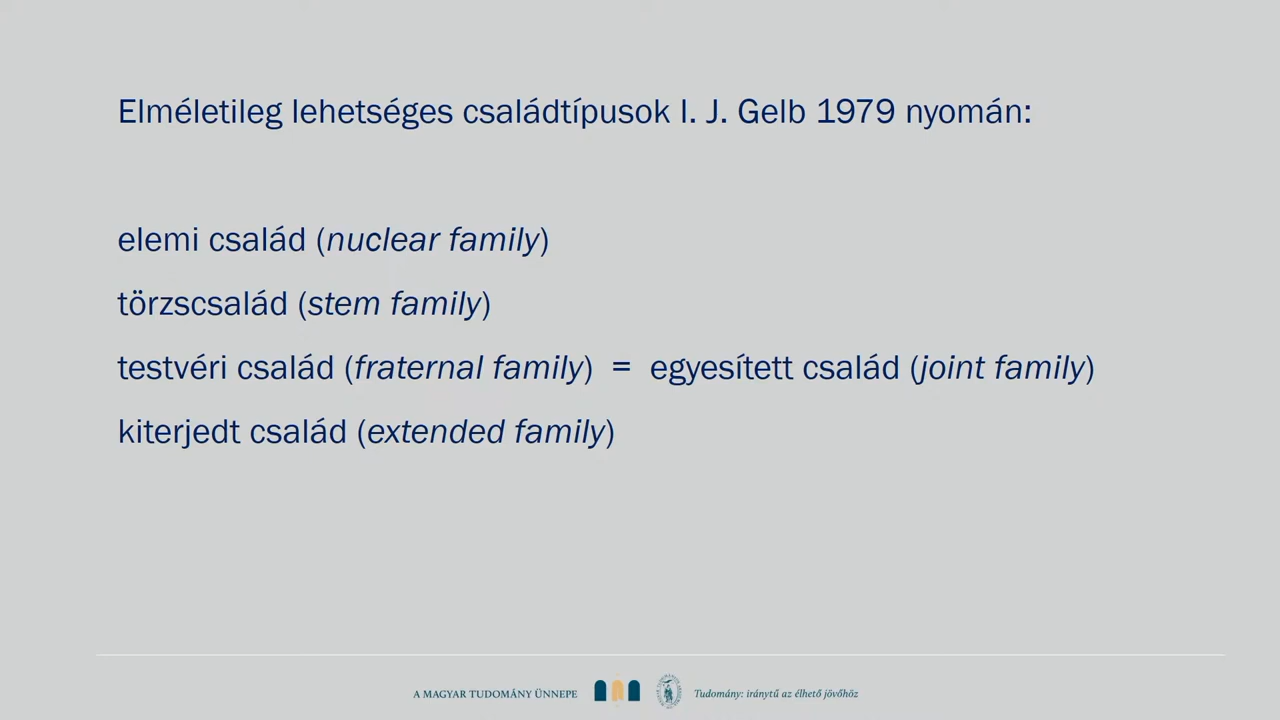 Elméletileg lehetséges családtípusok I. J. Gelb 1979 nyomán:
elemi család (nuclear family)
törzscsalád (stem family)
testvéri család (fraternal family) = egyesített család (joint family)
kiterjedt család (extended family)
A MAGYAR TUDOMÁNY ÜNNEPE
Tudomány: iránytű az élhető jövőhöz